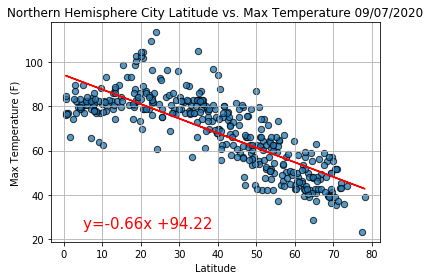 Northern Hemisphere City Latitude vs. Max Temperature 09/07/2020
Max Temperature (F)
100
80
60
40
20
y=-0.66x +94.22
0 10 20 30 40 50 60 70 80
Latitude